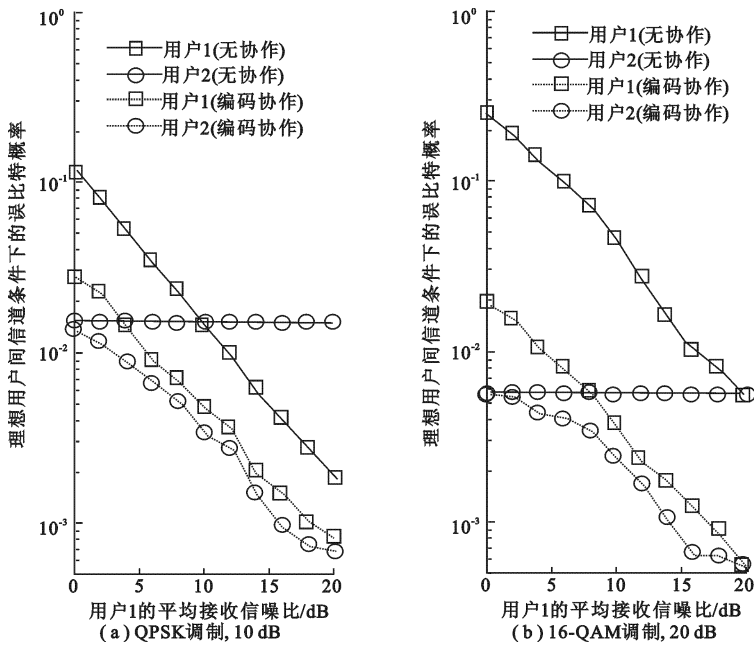 理想用户间信道条件下的误比特概率
10^0
10^-1
10^-2
10^-3
用户1(无协作)
用户2(无协作)
用户1(编码协作)
用户2(编码协作)
0 5 10 15 20
用户1的平均接收信噪比/dB
(a) QPSK调制, 10 dB
理想用户间信道条件下的误比特概率
10^0
10^-1
10^-2
10^-3
用户1(无协作)
用户2(无协作)
用户1(编码协作)
用户2(编码协作)
0 5 10 15 20
用户1的平均接收信噪比/dB
(b) 16-QAM调制, 20 dB